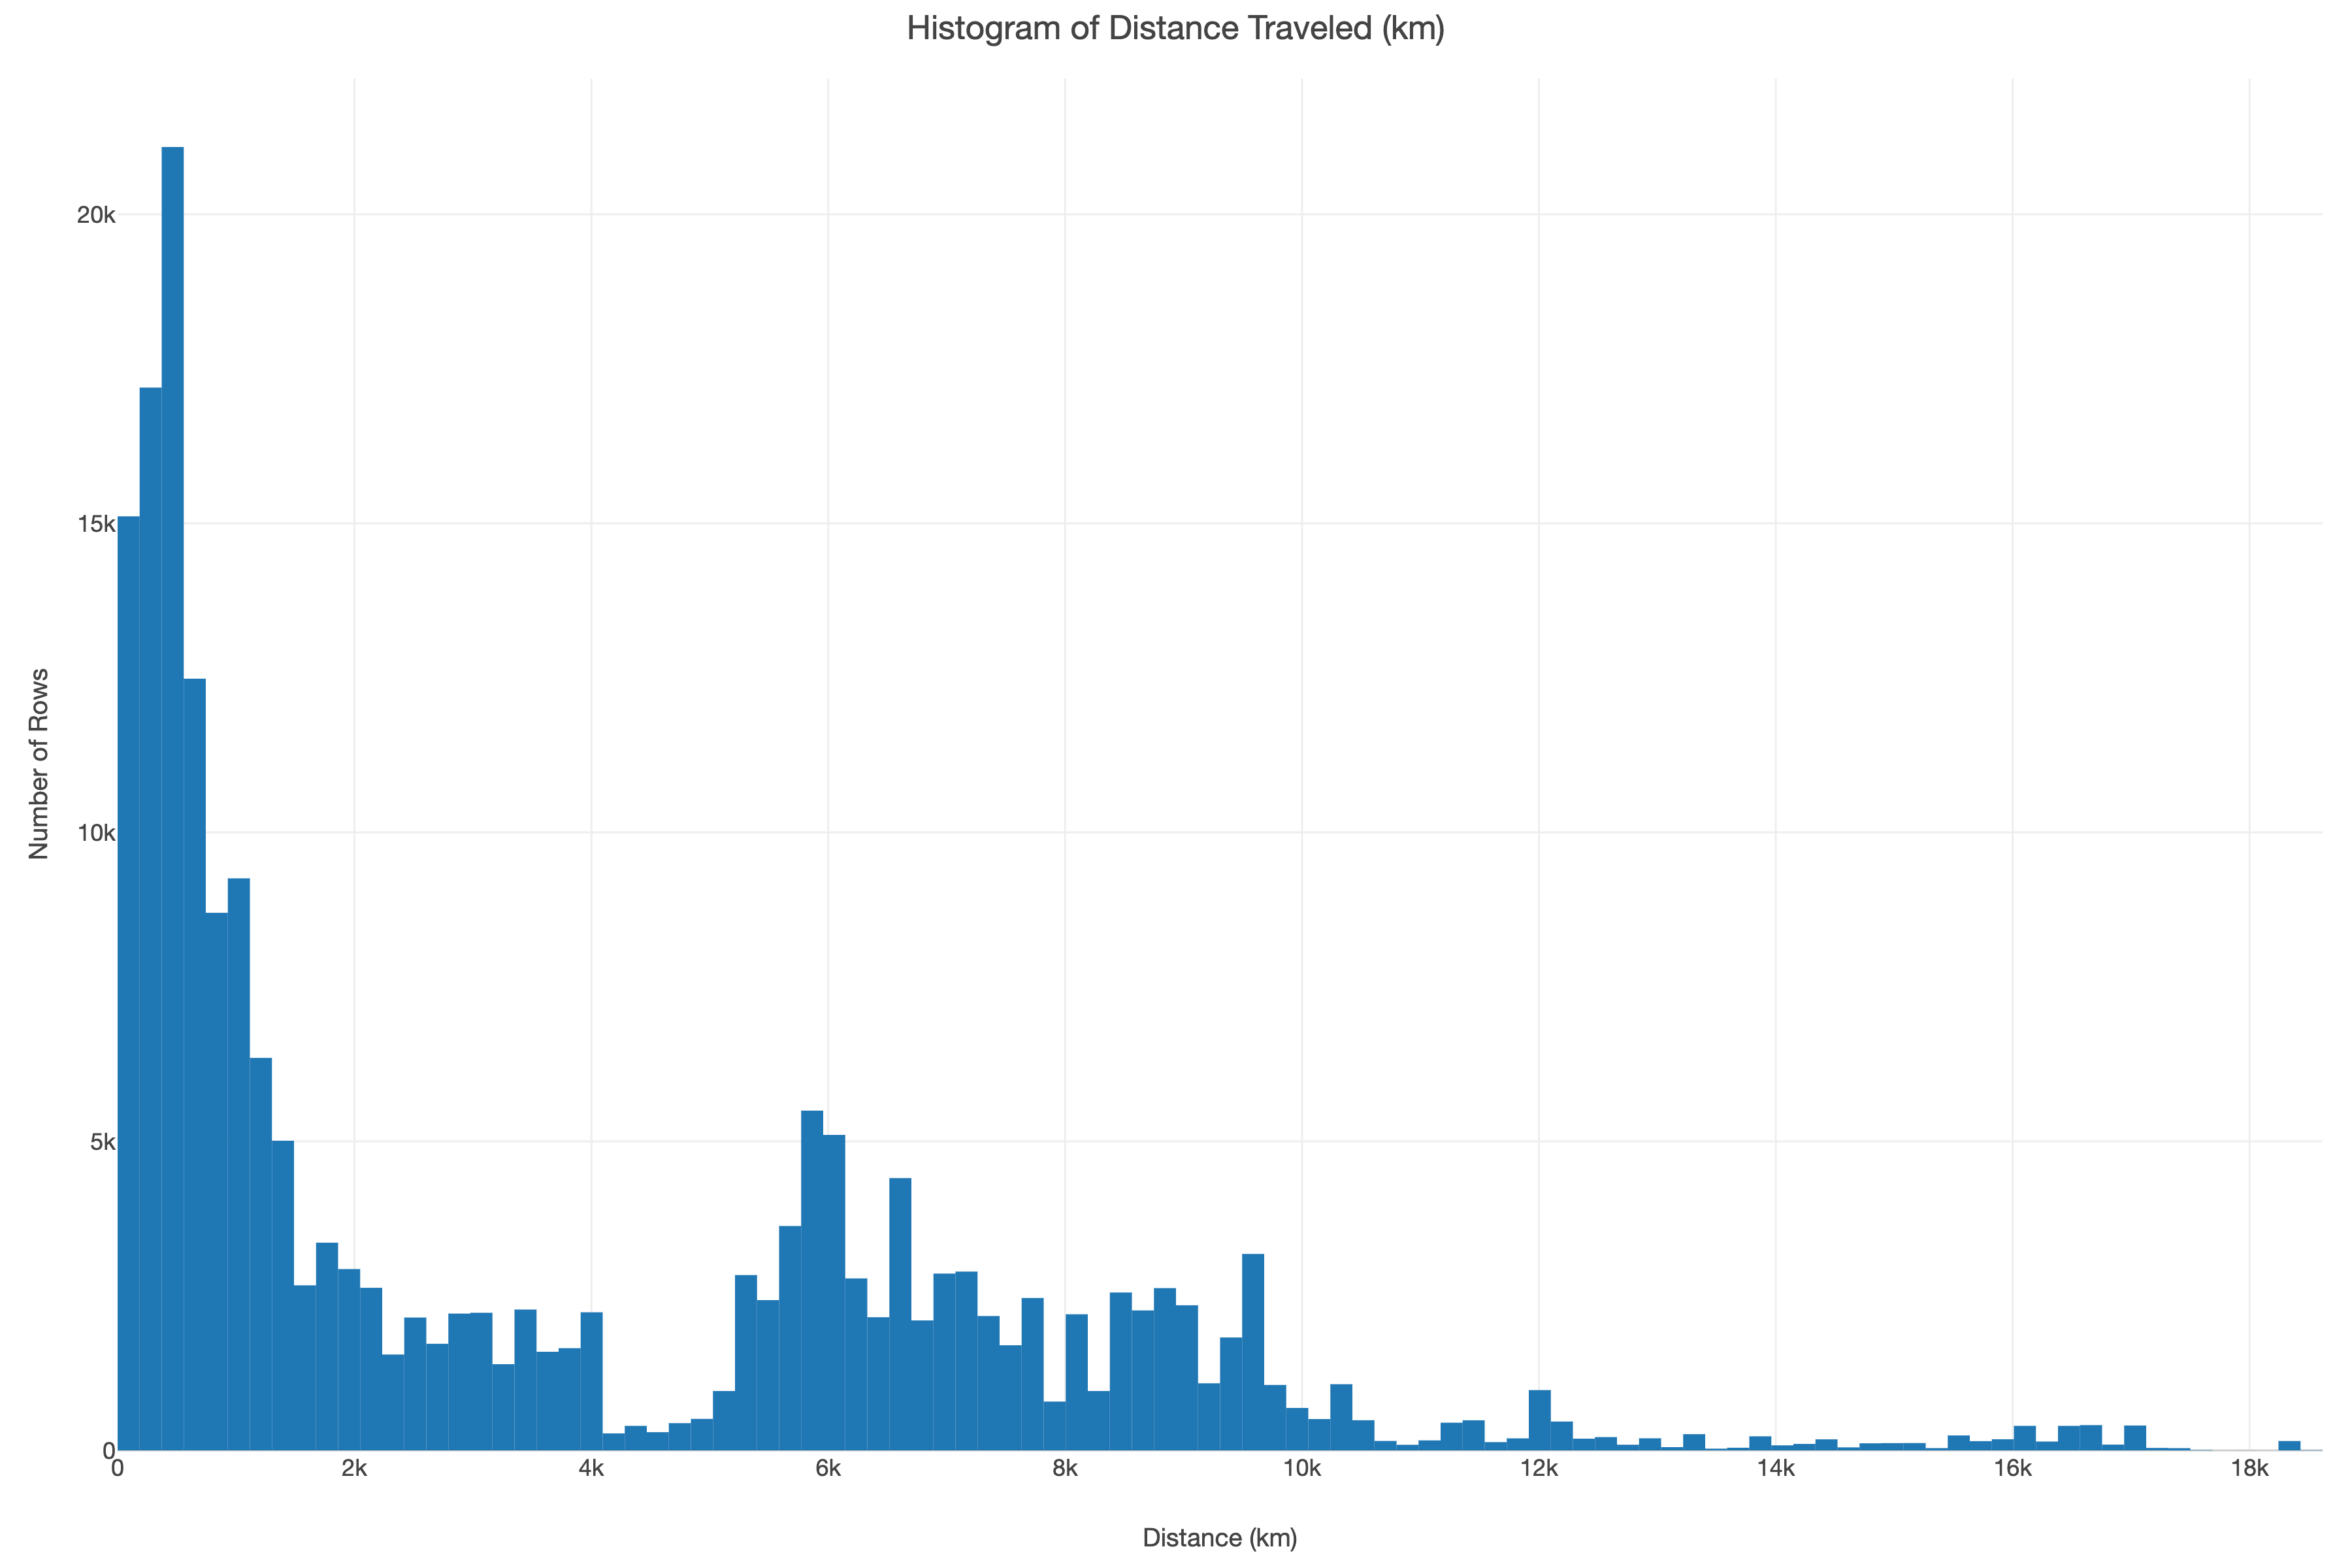 Histogram of Distance Traveled (km)
Number of Rows
20k
15k
10k
5k
0
0 2k 4k 6k 8k 10k 12k 14k 16k 18k
Distance (km)